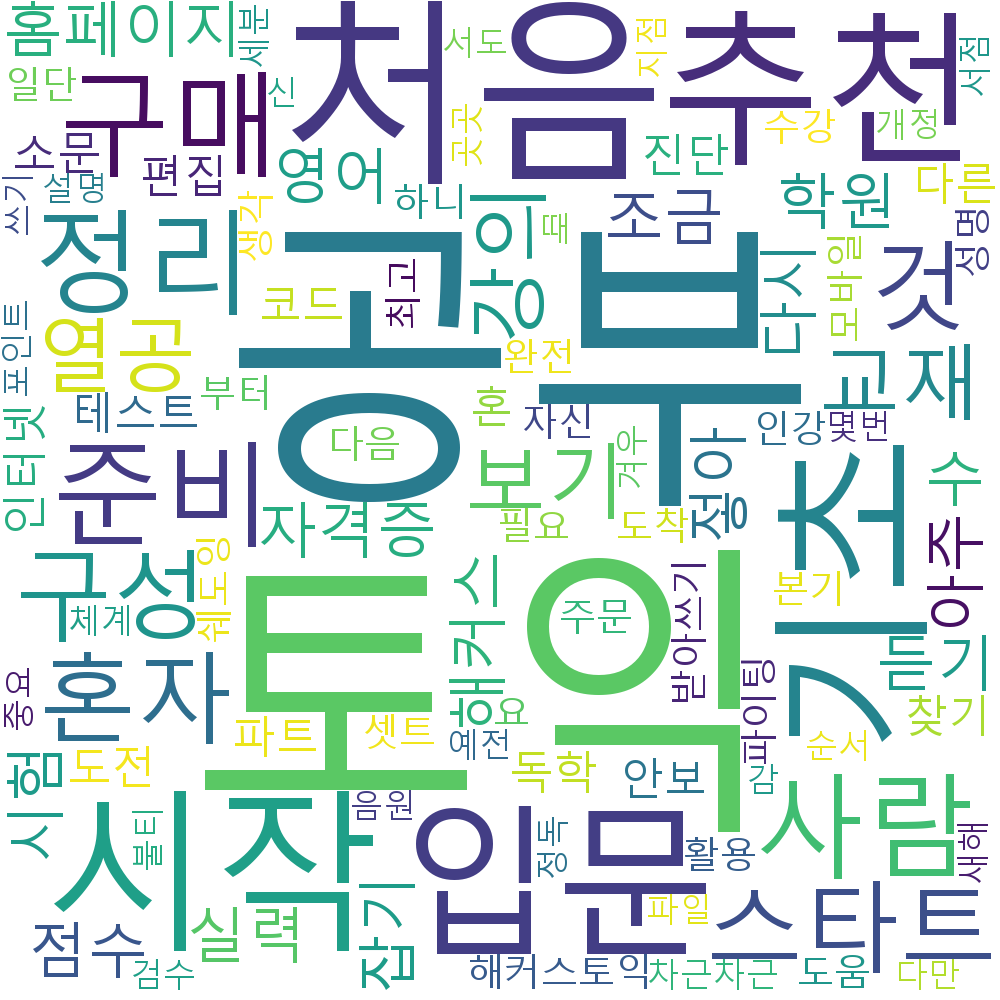 홈페이지
세문
처음
서도
지점
추천
서점
일단
구매
신
곳곳
수강
개정
소문
편집
영어
진단
쓰기
설명
하니
생각
강의
때
조금
학원
다른
성명
정리
최고
공부
다시
모바일
것
코드
포인트
열공
완전
교재
부터
테스트
혼
자신
인강
몇번
인터넷
다음
겨우
종아
준비
보기
수
자격증
필요
도착
아주
구성
쉐도잉
체계
토익
해커스
주문
받아쓰기
본기
기초
듣기
중요
혼자
파트
셋트
요
예전
파이팅
순서
찾기
시험
도전
독학
안보
감
사람
시작
음원
물티
입문
정독
활용
새해
점수
실력
잡기
파일
스타트
검수
해커스토익
차근차근
도움
다만